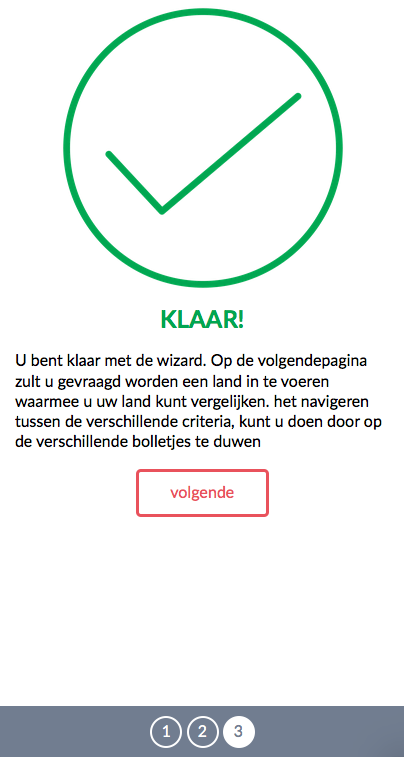 KLAAR!
U bent klaar met de wizard. Op de volgendepagina
zult u gevraagd worden een land in te voeren
waarmee u uw land kunt vergelijken. het navigeren
tussen de verschillende criteria, kunt u doen door op
de verschillende bolletjes te duwen
volgende
1 2 3